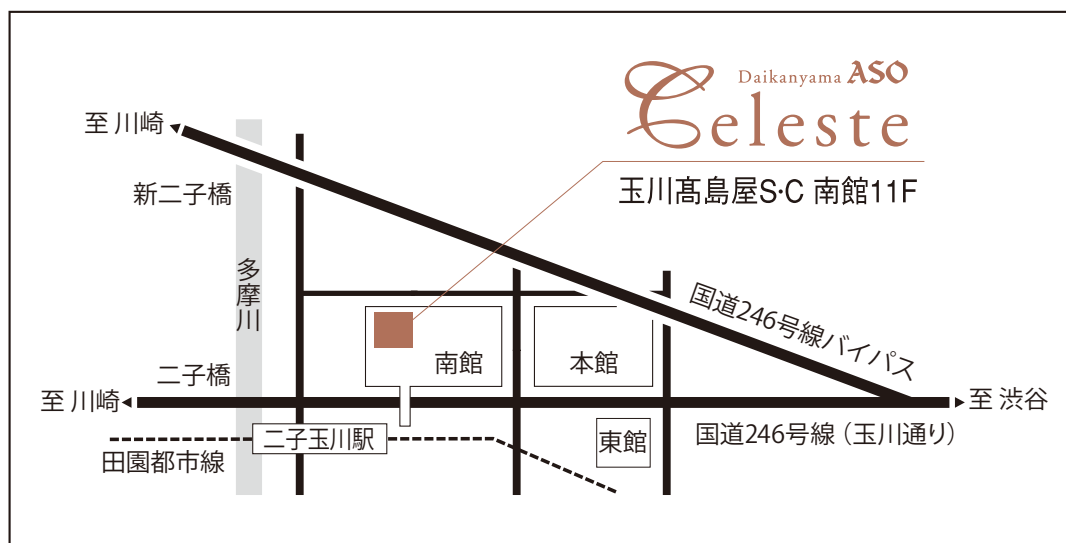 Daikanyama ASO
Celeste
玉川髙島屋S·C 南館11F
至 川崎
新二子橋
多摩川
国道246号線バイパス
南館
本館
二子橋
至 川崎
至 渋谷
国道246号線（玉川通り）
東館
二子玉川駅
田園都市線